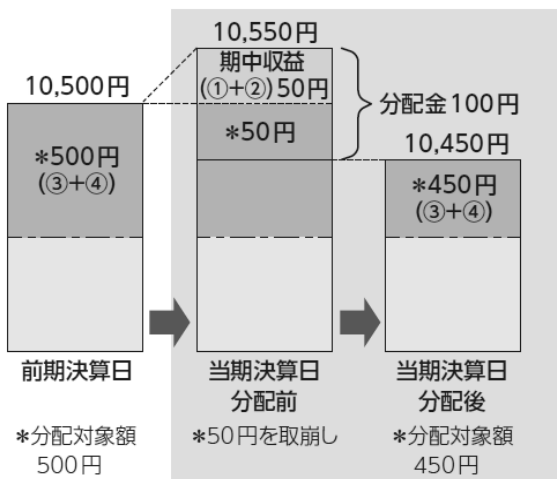 10,550円
期中収益
(①+②)50円
10,500円
分配金100円
*50円
10,450円
*500円
(③+④)
*450円
(③+④)
前期決算日
当期決算日
分配前
当期決算日
分配後
*分配対象額
500円
*50円を取崩し
*分配対象額
450円